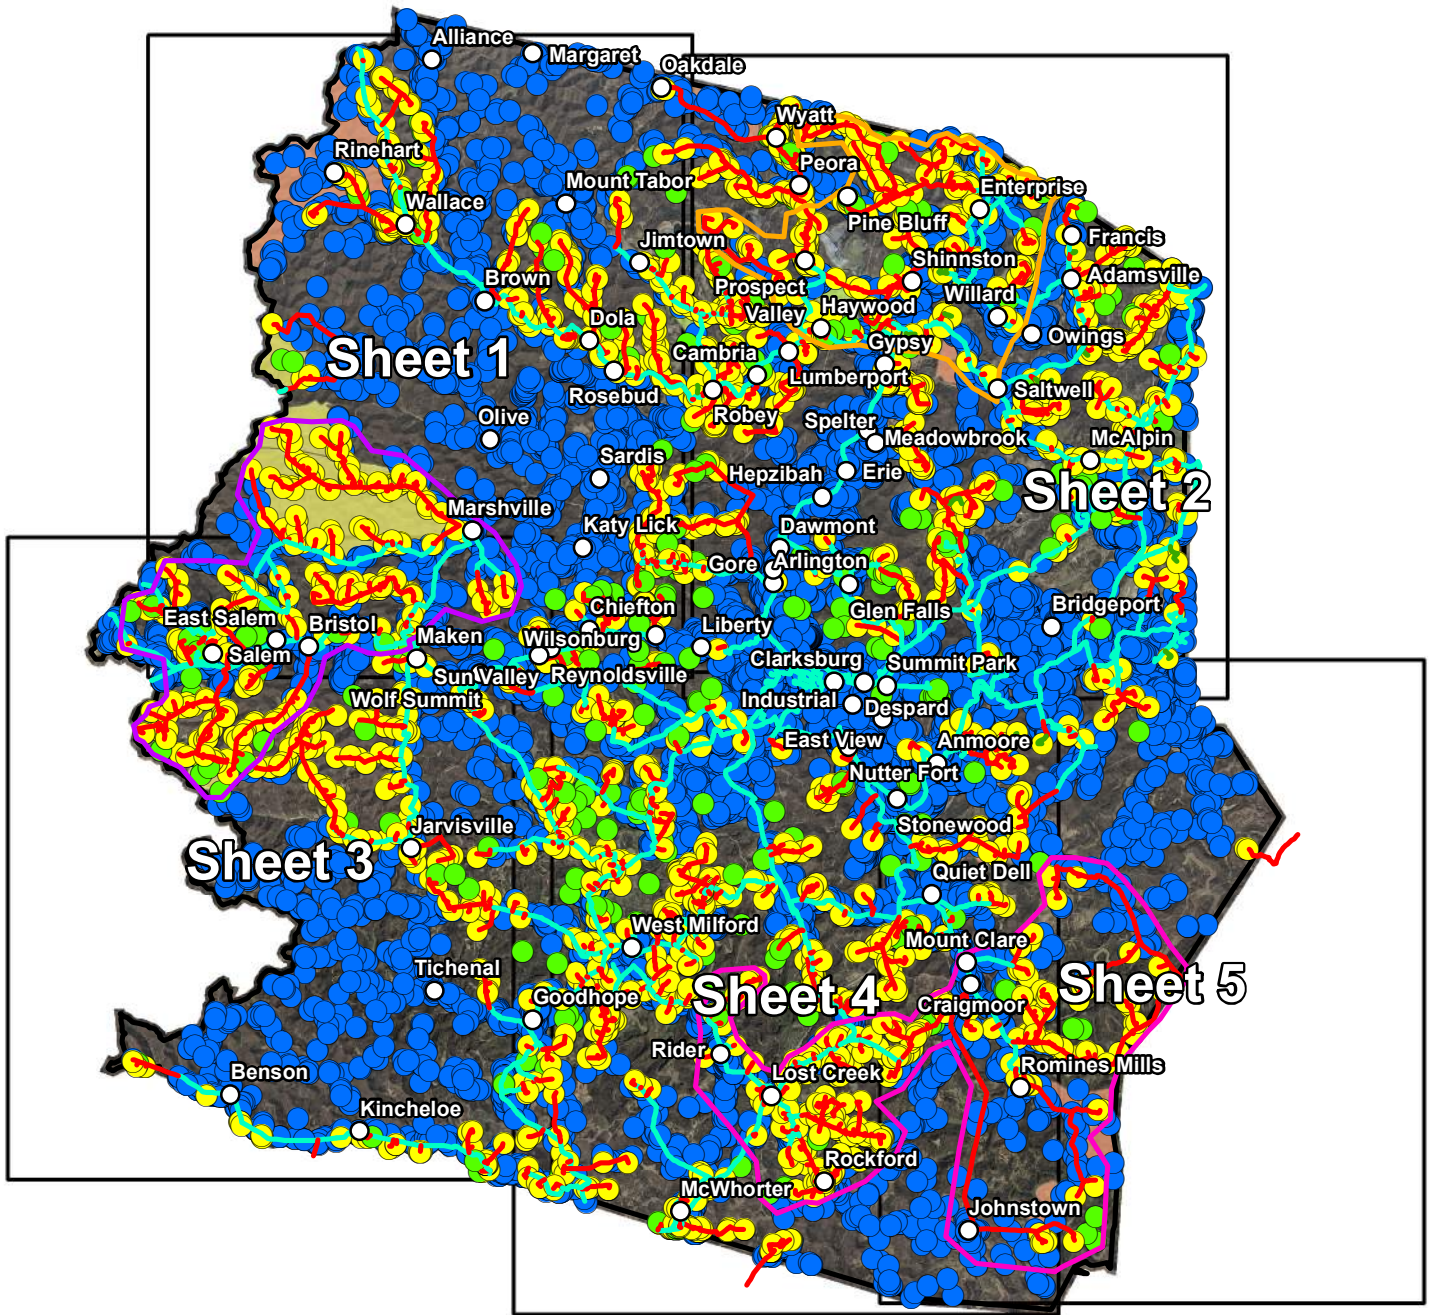 Alliance
Margaret
Oakdale
Wyatt
Rinehart
Peora
Mount Tabor
Enterprise
Wallace
Pine Bluff
Francis
Jimtown
Shinnston
Adamsville
Brown
Prospect
Valley
Willard
Haywood
Dola
Owings
Sheet 1
Cambria
Gypsy
Lumberport
Rosebud
Saltwell
Robey
Olive
Spelter
Meadowbrook
McAlpin
Sardis
Hepzibah
Erie
Sheet 2
Marshville
Katy Lick
Dawmont
Gore
Arlington
Chiefton
Glen Falls
Bridgeport
East Salem
Bristol
Maken
Wilsonburg
Liberty
Salem
Sun Valley
Reynoldsville
Clarksburg
Summit Park
Wolf Summit
Industrial
Despard
East View
Anmoore
Nutter Fort
Jarvisville
Stonewood
Sheet 3
Quiet Dell
West Milford
Mount Clare
Tichenal
Goodhope
Sheet 4
Craigmoor
Sheet 5
Rider
Benson
Lost Creek
Romines Mills
Kincheloe
Rockford
McWhorter
Johnstown